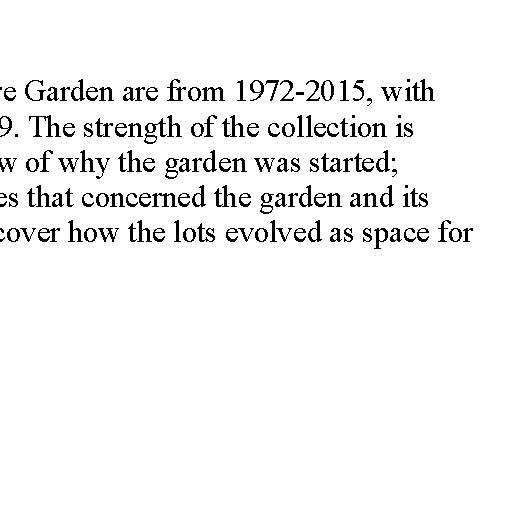 re Garden are from 1972-2015, with
9. The strength of the collection is
w of why the garden was started;
es that concerned the garden and its
cover how the lots evolved as space for